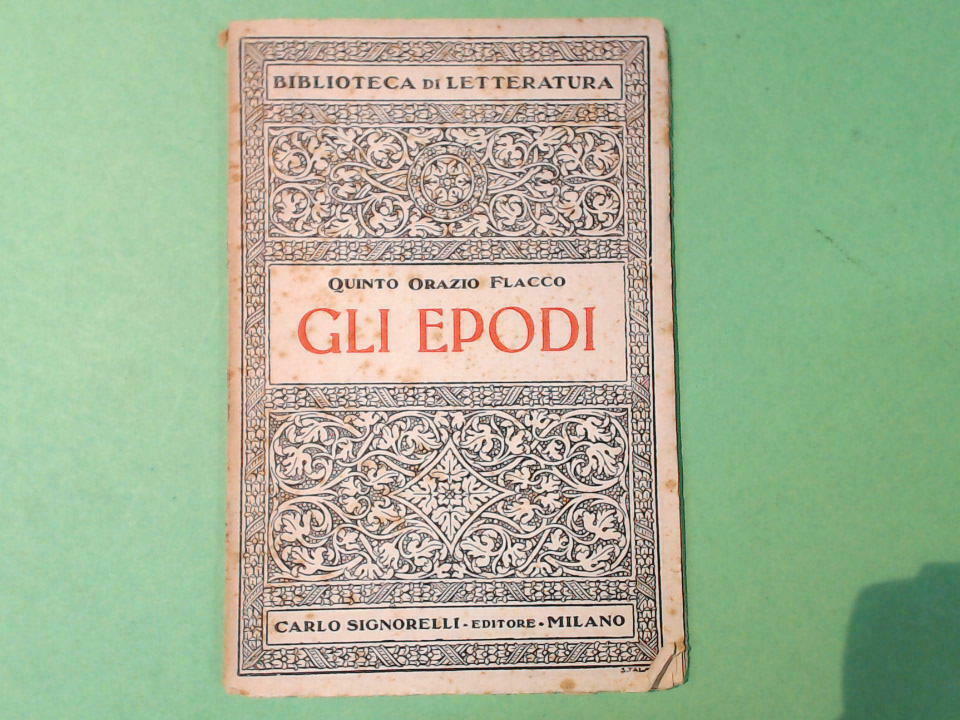 BIBLIOTECA DI LETTERATURA
QUINTO ORAZIO FLACCO
GLI EPODI
CARLO SIGNORELLI - EDITORE - MILANO